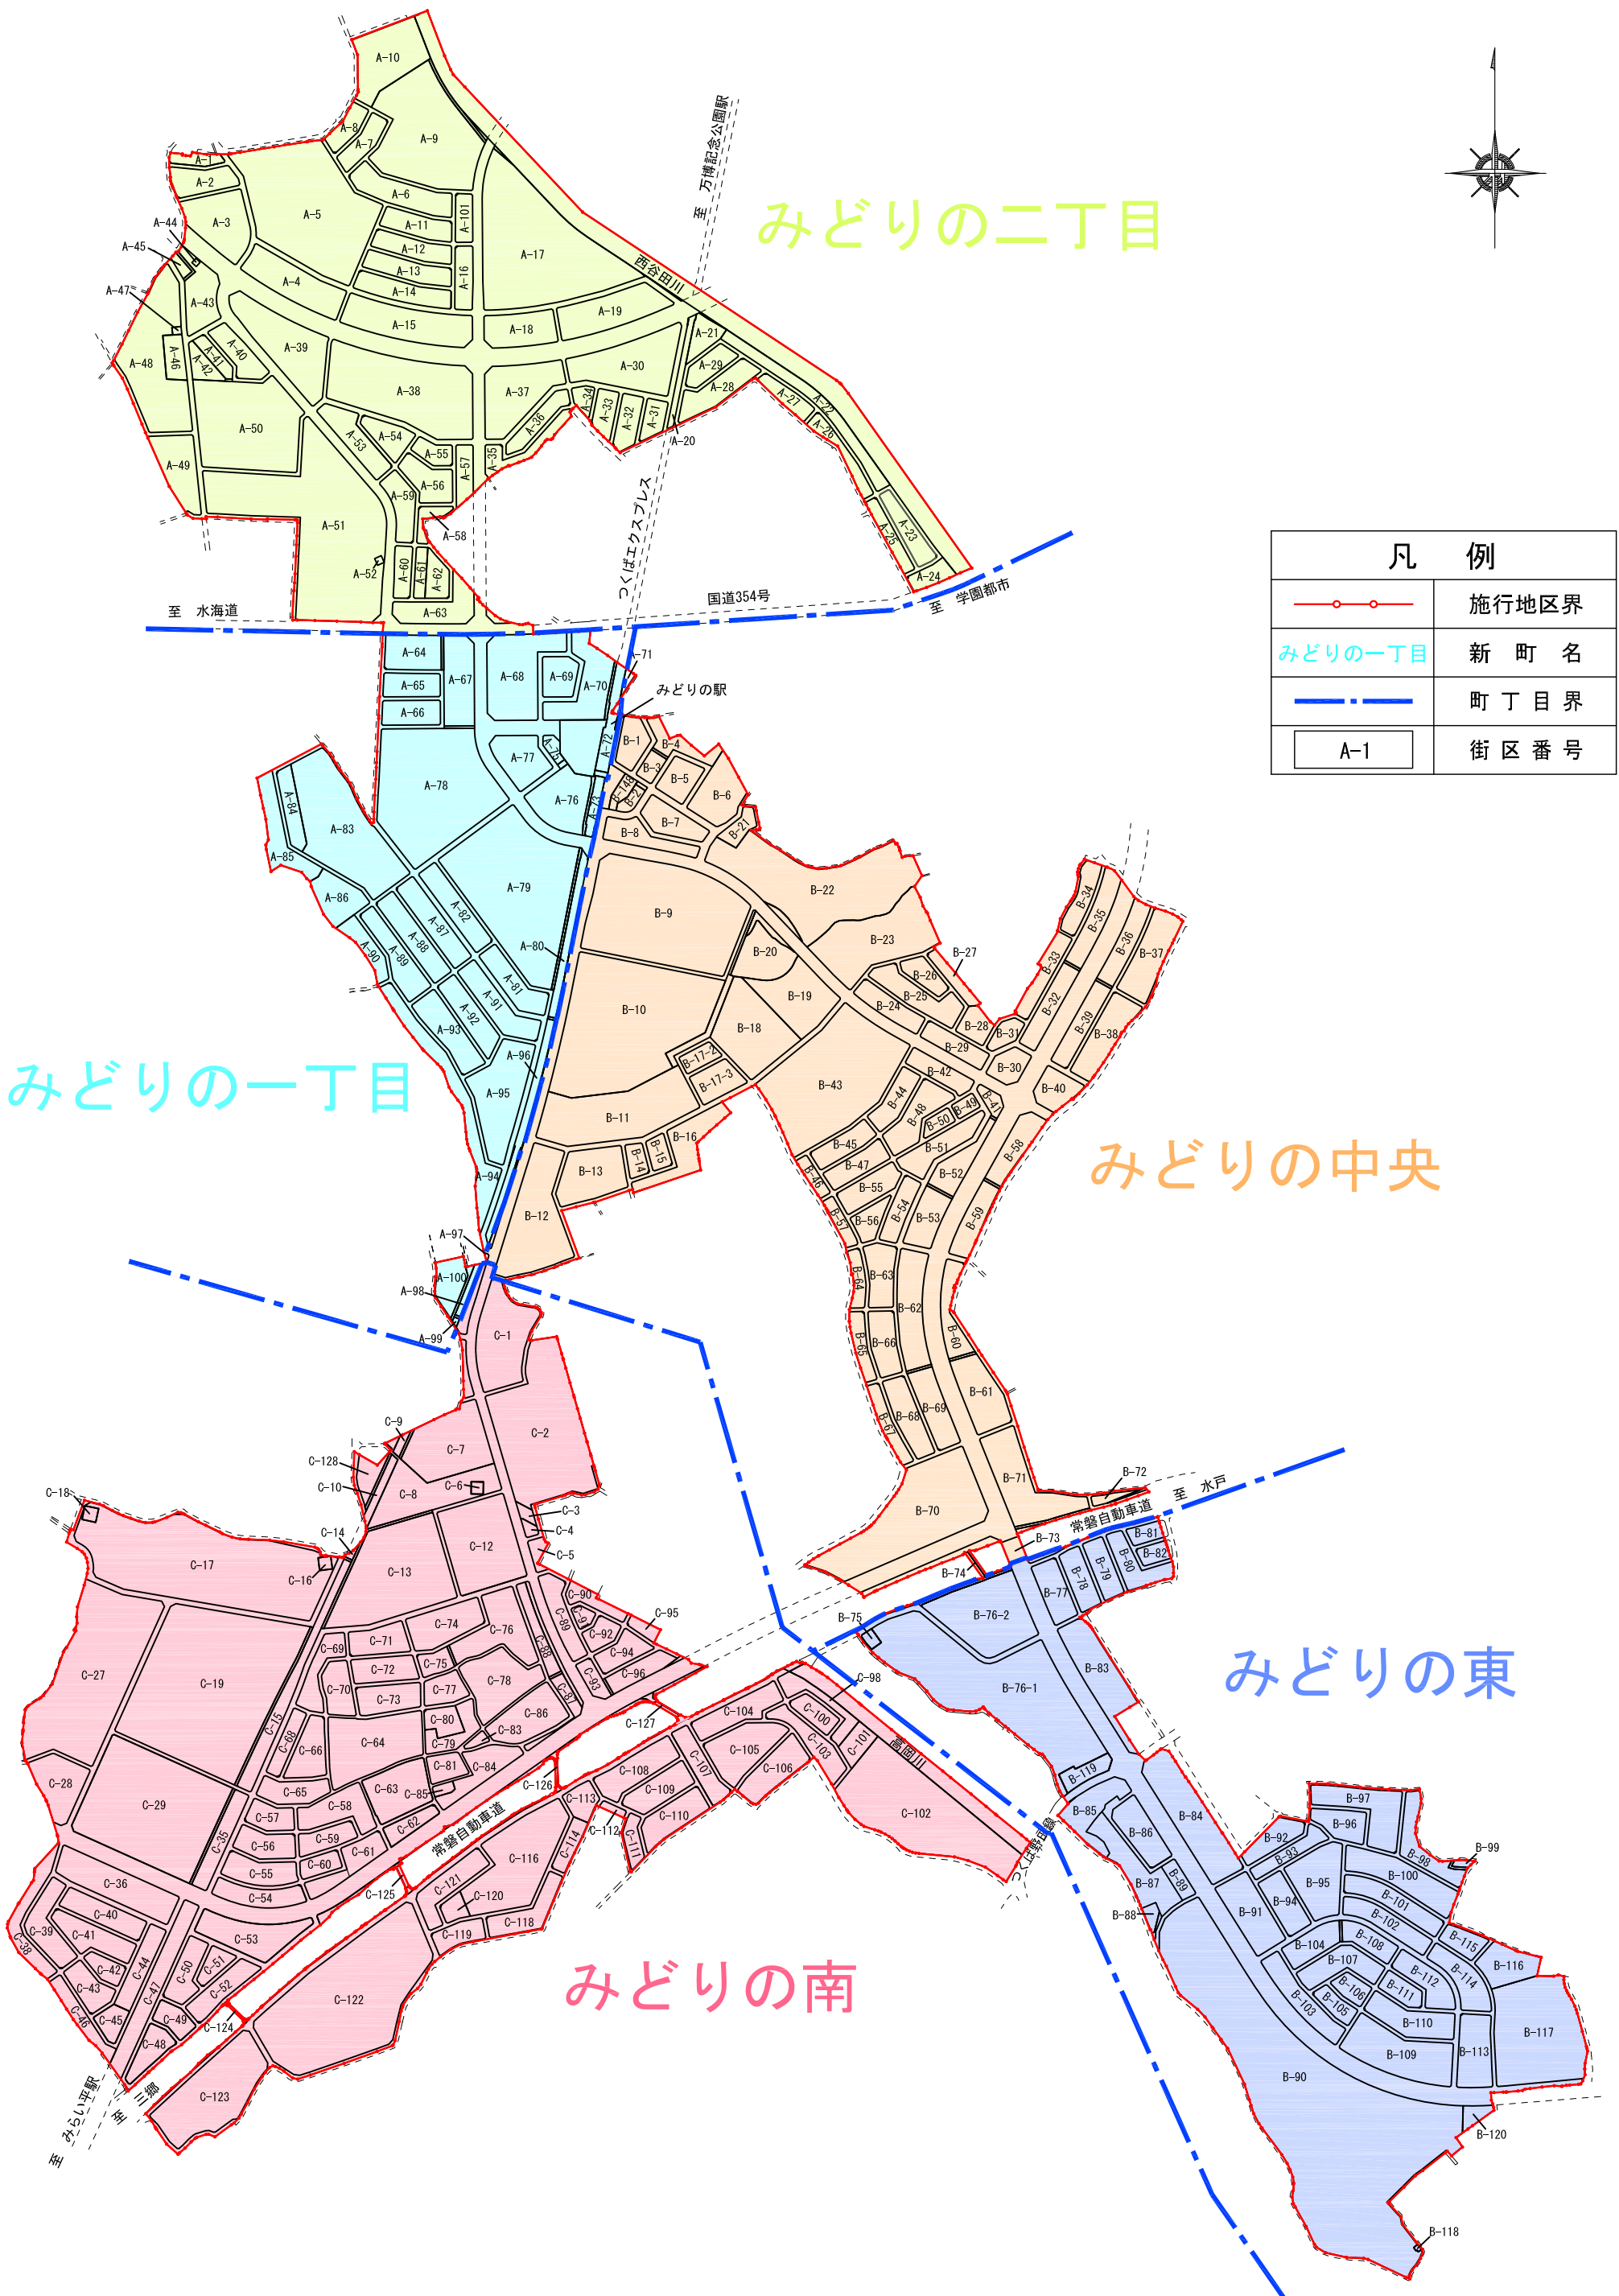 A-10
A-8
A-7
A-9
A-1
A-2
A-6
A-101
A-3
A-5
A-11
A-44
A-45
A-12
A-17
A-16
A-13
A-4
A-14
A-47
A-43
A-15
A-18
A-19
A-21
A-48
A-46
A-42
A-41
A-40
A-39
A-30
A-29
A-28
A-38
A-37
A-34
A-33
A-32
A-31
A-20
A-36
A-27
A-22
A-26
A-50
A-53
A-54
A-55
A-57
A-35
A-49
A-56
A-59
A-51
A-58
A-25
A-23
A-52
A-60
A-61
A-62
A-24
A-63
至 万博記念公園駅
西谷田川
みどりの二丁目
つくばエクスプレス
至 水海道
国道354号
至 学園都市
凡 例
施行地区界
みどりの一丁目
新 町 名
町 丁 目 界
A-1
街 区 番 号
A-64
A-67
A-68
A-69
A-70
A-71
A-65
A-66
みどりの駅
A-72
A-77
A-75
A-78
A-76
A-73
A-84
A-83
A-85
A-79
A-86
A-82
A-87
A-88
A-89
A-90
A-80
A-81
A-91
A-92
A-93
A-96
A-95
A-94
A-97
A-100
A-98
A-99
みどりの一丁目
B-1
B-4
B-3
B-5
B-148
B-2
B-6
B-7
B-8
B-21
B-22
B-9
B-20
B-23
B-27
B-26
B-25
B-24
B-19
B-10
B-18
B-28
B-31
B-29
B-30
B-34
B-35
B-36
B-37
B-33
B-32
B-39
B-38
B-40
B-17-2
B-17-3
B-43
B-42
B-44
B-48
B-49
B-50
B-41
B-11
B-16
B-15
B-14
B-13
B-12
B-45
B-47
B-46
B-51
B-52
B-58
B-55
B-54
B-53
B-56
B-57
B-59
B-63
B-64
B-62
B-60
B-65
B-66
B-61
B-67
B-68
B-69
B-71
B-70
B-72
B-73
B-74
みどりの中央
常磐自動車道
至 水戸
C-1
C-2
C-9
C-7
C-128
C-10
C-8
C-6
C-3
C-4
C-5
C-18
C-14
C-12
C-17
C-16
C-13
C-90
C-97
C-89
C-95
C-92
C-94
C-96
C-93
C-27
C-19
C-74
C-76
C-71
C-69
C-72
C-75
C-88
C-70
C-73
C-77
C-78
C-87
C-15
C-68
C-66
C-64
C-80
C-86
C-83
C-79
C-81
C-84
C-85
C-28
C-29
C-65
C-63
C-57
C-58
C-62
C-35
C-56
C-59
C-61
C-55
C-60
C-54
C-36
C-40
C-39
C-41
C-38
C-42
C-44
C-43
C-46
C-45
C-47
C-50
C-51
C-52
C-53
C-49
C-48
C-127
C-126
C-125
C-124
常磐自動車道
C-98
C-104
C-100
C-103
C-101
C-105
C-106
C-107
C-108
C-109
C-110
C-111
C-112
C-113
C-114
高岡川
C-102
C-116
C-121
C-120
C-119
C-118
C-122
C-123
みどりの南
至 みらい平駅
至 三郷
B-75
B-76-2
B-77
B-78
B-79
B-80
B-81
B-82
B-76-1
B-83
みどりの東
B-119
B-85
B-86
B-84
B-87
B-89
B-88
B-92
B-93
B-97
B-96
B-98
B-99
B-95
B-94
B-91
B-100
B-101
B-102
B-104
B-108
B-107
B-106
B-105
B-103
B-112
B-111
B-110
B-114
B-115
B-116
B-109
B-113
B-117
B-90
B-120
B-118